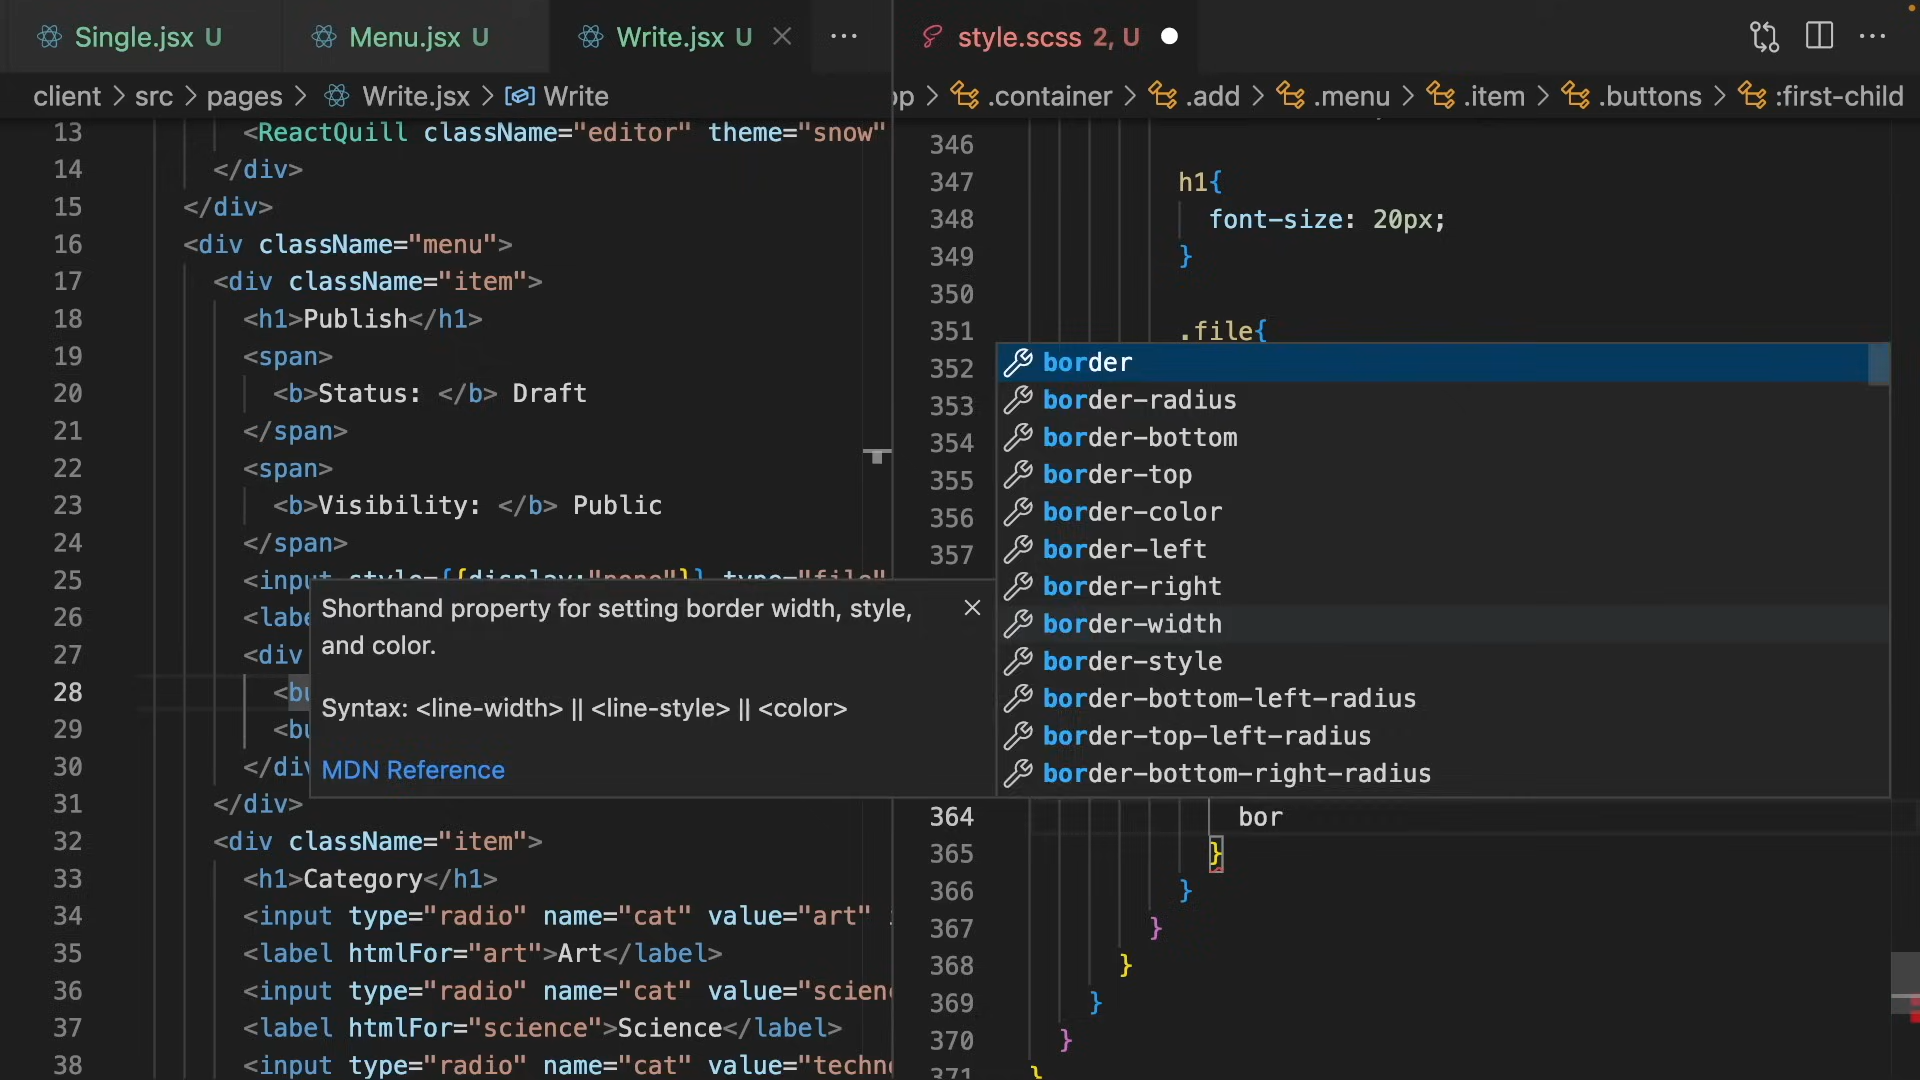 Single.jsx U Menu.jsx U Write.jsx U
client > src > pages > Write.jsx > Write
13 <ReactQuill className="editor" theme="snow"
14 </div>
15 </div>
16 <div className="menu">
17 <div className="item">
18 <h1>Publish</h1>
19 <span>
20 <b>Status: </b> Draft
21 </span>
22 <span>
23 <b>Visibility: </b> Public
24 </span>
25 <input style={{display:"none"}} type="file"
26 <labe
27 <div
28 <bu
29 <bu
30 </div
31 </div>
32 <div className="item">
33 <h1>Category</h1>
34 <input type="radio" name="cat" value="art"
35 <label htmlFor="art">Art</label>
36 <input type="radio" name="cat" value="scien
37 <label htmlFor="science">Science</label>
38 <input type="radio" name="cat" value="techn
Shorthand property for setting border width, style,
and color.
Syntax: <line-width> || <line-style> || <color>
MDN Reference
style.scss 2, U
pp > .container > .add > .menu > .item > .buttons > :first-child
346
347 h1{
348 font-size: 20px;
349 }
350
351 .file{
352
353
354
355
356
357
border
border-radius
border-bottom
border-top
border-color
border-left
border-right
border-width
border-style
border-bottom-left-radius
border-top-left-radius
border-bottom-right-radius
364 bor
365 }
366 }
367 }
368 }
369 }
370 }
371 }